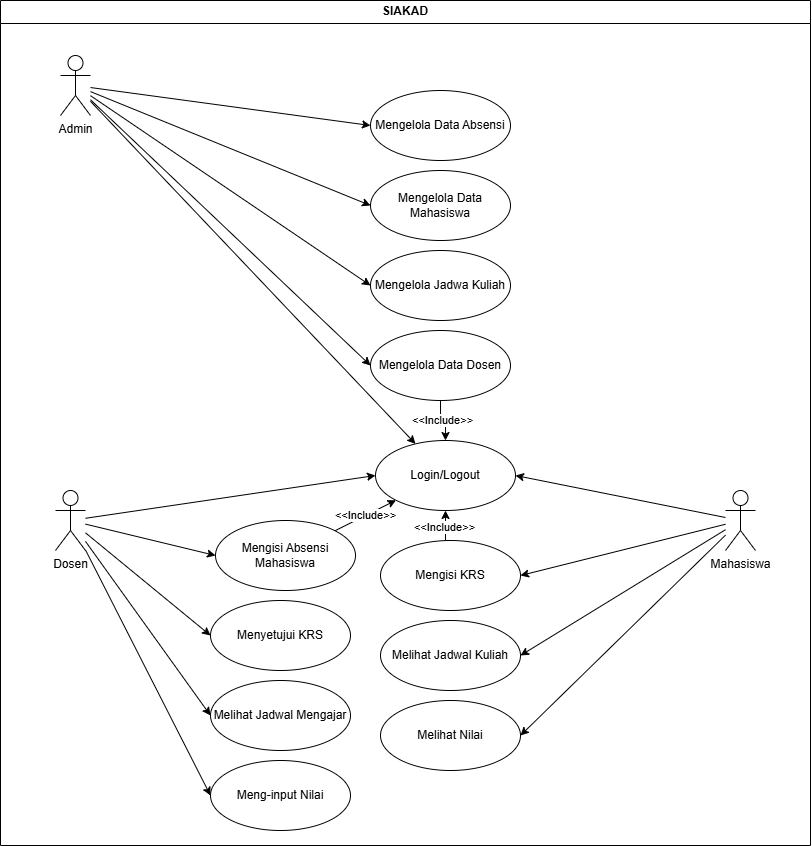 SIAKAD
Admin
Mengelola Data Absensi
Mengelola Data
Mahasiswa
Mengelola Jadwa Kuliah
Mengelola Data Dosen
<<Include>>
Login/Logout
Dosen
Mahasiswa
<<Include>>
<<Include>>
Mengisi Absensi
Mahasiswa
Mengisi KRS
Menyetujui KRS
Melihat Jadwal Kuliah
Melihat Jadwal Mengajar
Melihat Nilai
Meng-input Nilai